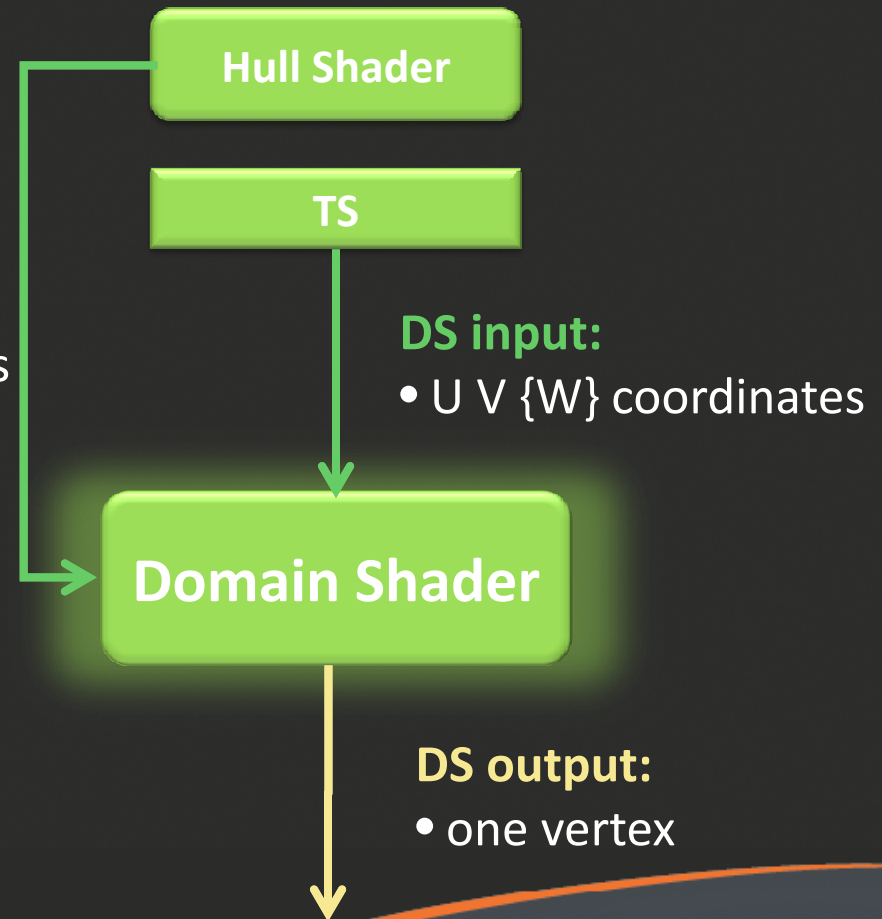 Hull Shader
TS
DS input:
• U V {W} coordinates
Domain Shader
DS output:
• one vertex